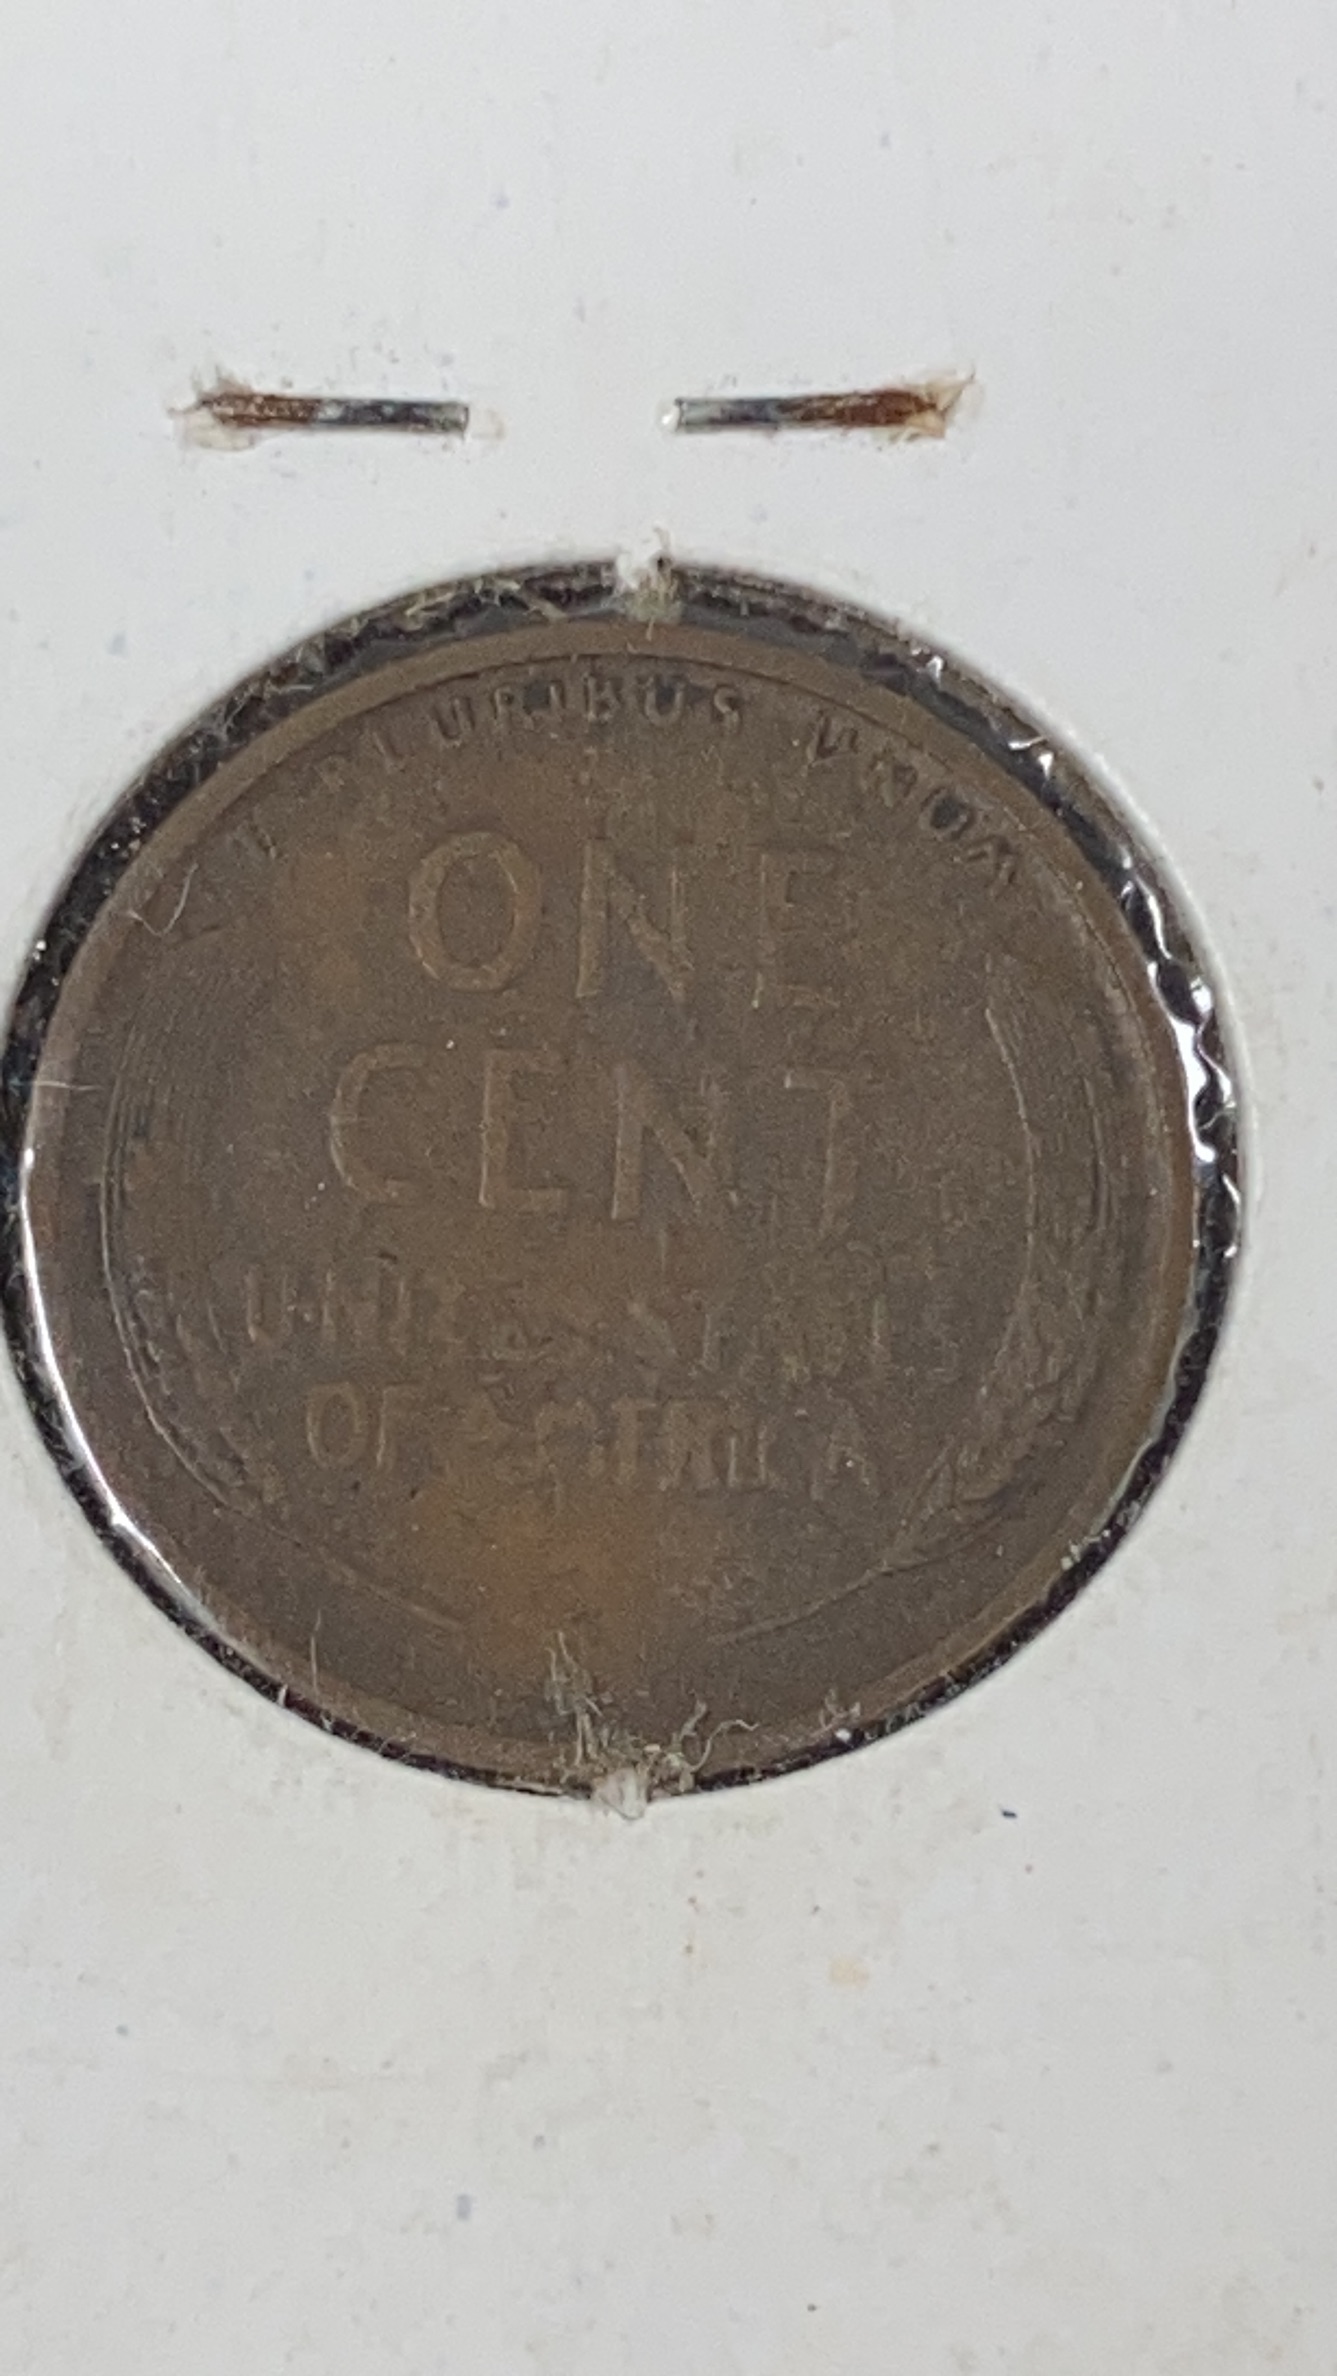 E PLURIBUS UNUM
ONE
CENT
UNITED STATES
OF AMERICA